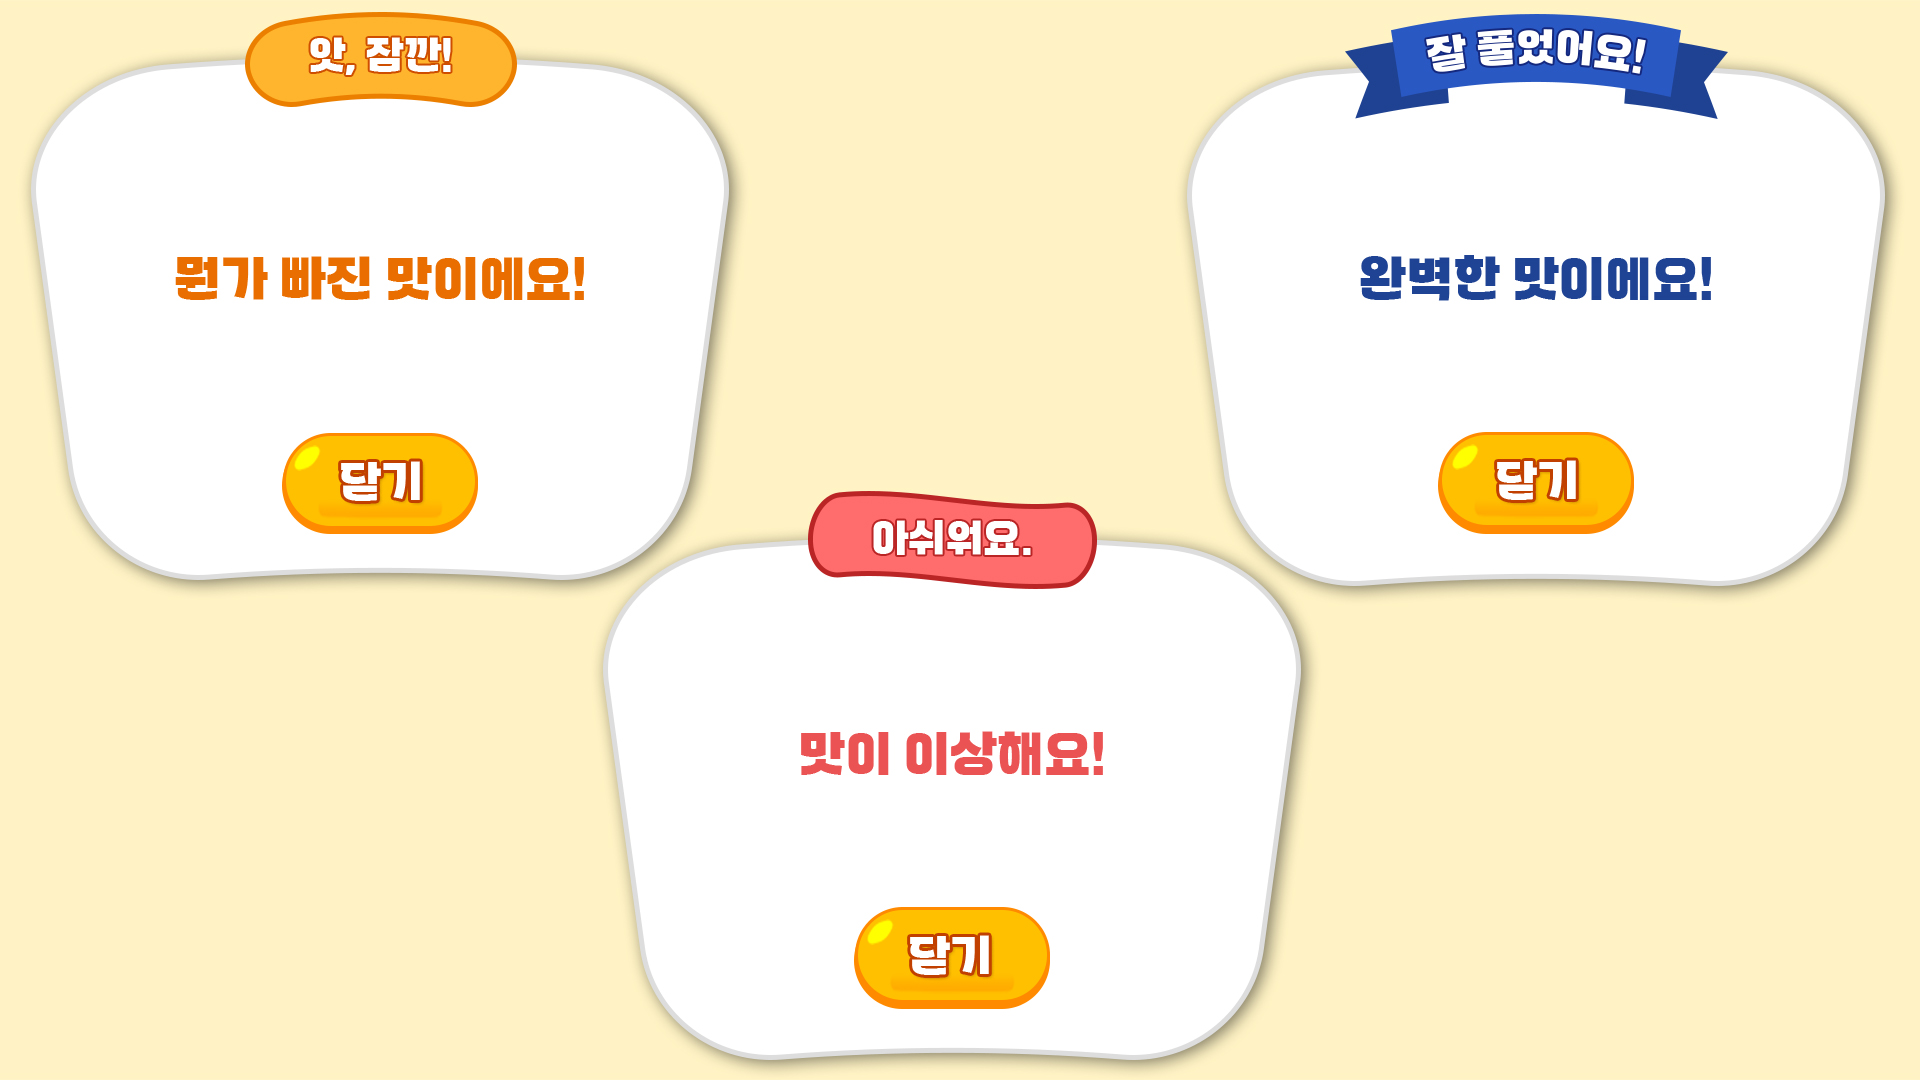 앗, 잠깐!
뭔가 빠진 맛이에요!
닫기
잘 풀었어요!
완벽한 맛이에요!
닫기
아쉬워요.
맛이 이상해요!
닫기